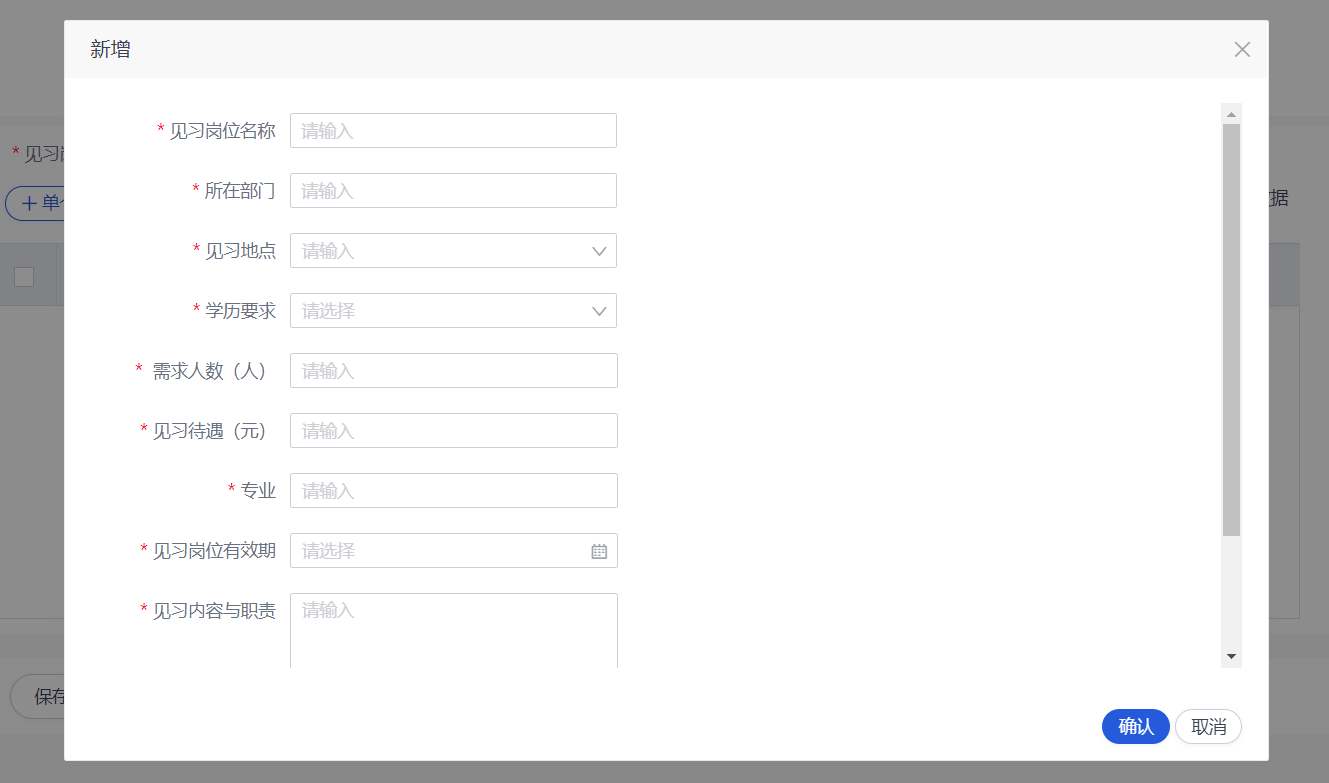 新增
* 见习岗位名称 请输入
* 所在部门 请输入
* 见习地点 请输入
* 学历要求 请选择
* 需求人数（人） 请输入
* 见习待遇（元） 请输入
* 专业 请输入
* 见习岗位有效期 请选择
* 见习内容与职责 请输入
确认 取消
* 见习
+ 单
据
保存